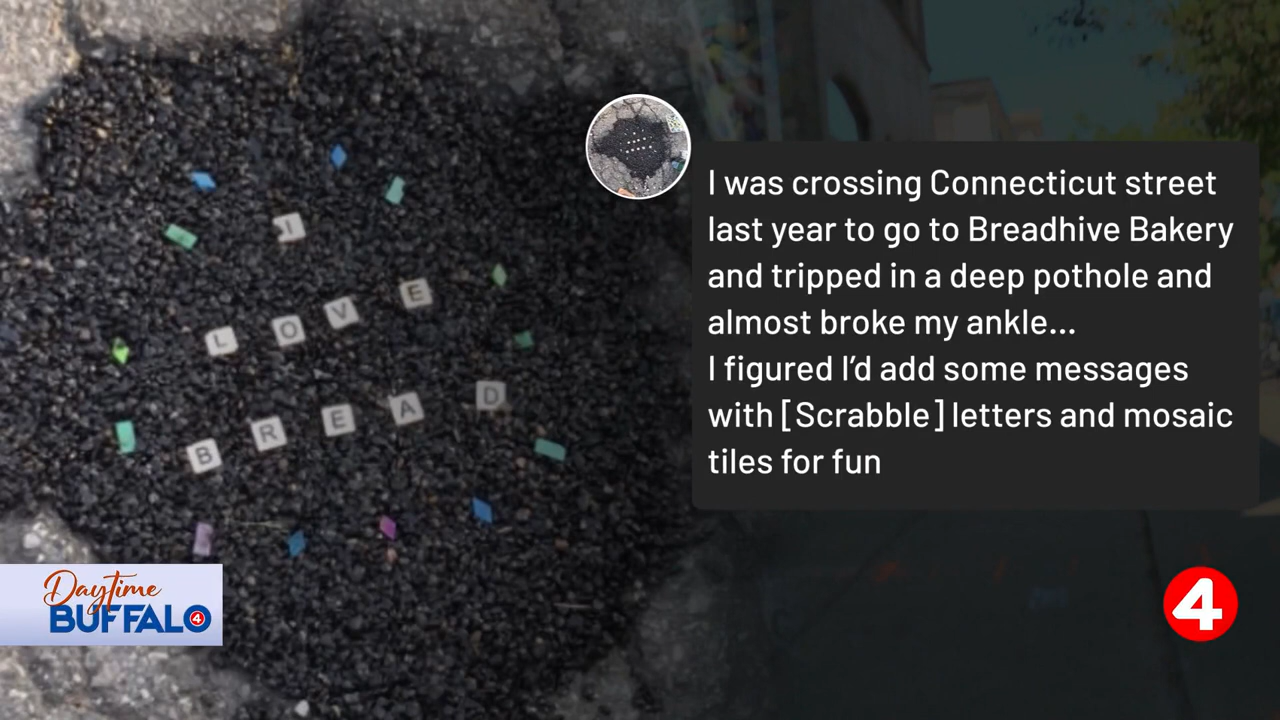 I
LOVE
BREAD
I was crossing Connecticut street
last year to go to Breadhive Bakery
and tripped in a deep pothole and
almost broke my ankle...
I figured I'd add some messages
with [Scrabble] letters and mosaic
tiles for fun
Daytime
BUFFALO 4
4